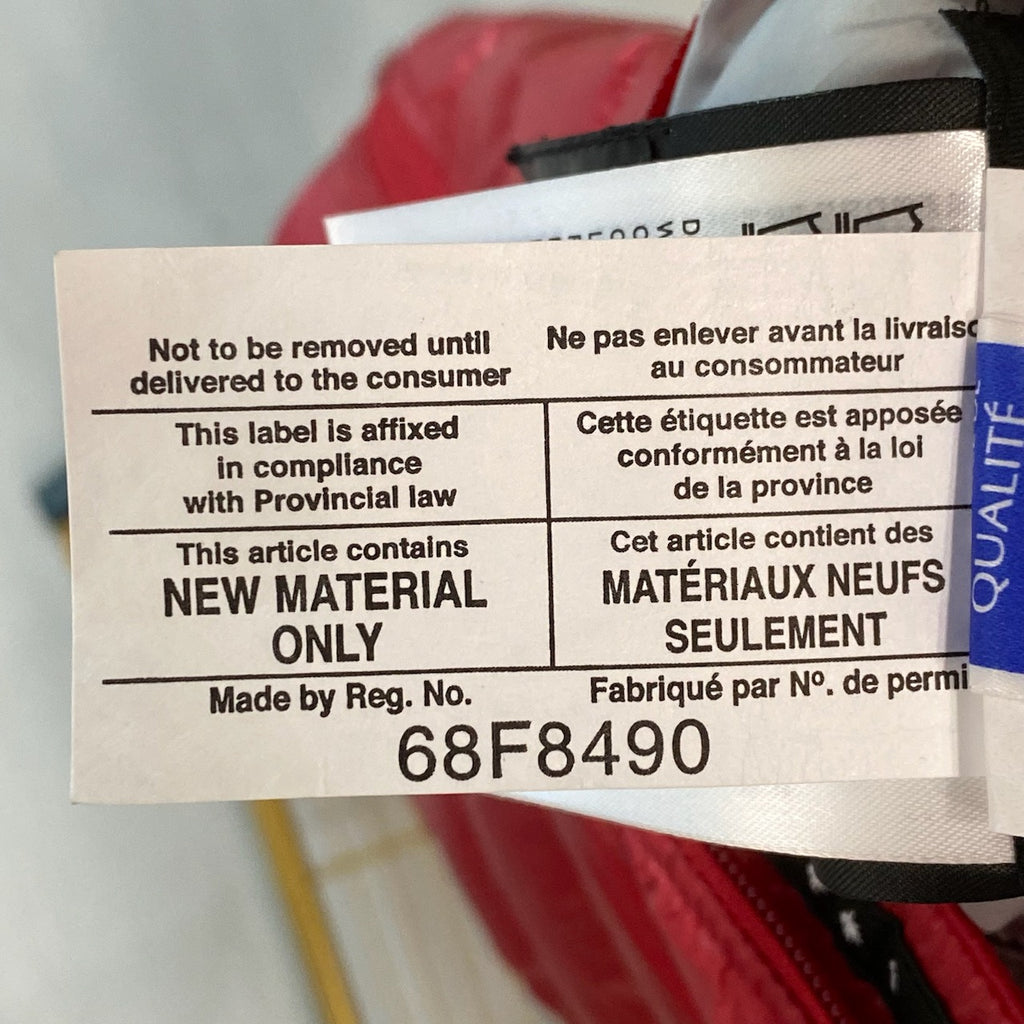 Not to be removed until
delivered to the consumer
Ne pas enlever avant la
au consommateur
This label is affixed
in compliance
with Provincial law
Cette étiquette est apposée
conformément à la loi
de la province
This article contains
NEW MATERIAL
ONLY
Cet article contient des
MATÉRIAUX NEUFS
SEULEMENT
Made by Reg. No.
Fabriqué par Nº. de
68F8490
QUALITÉ